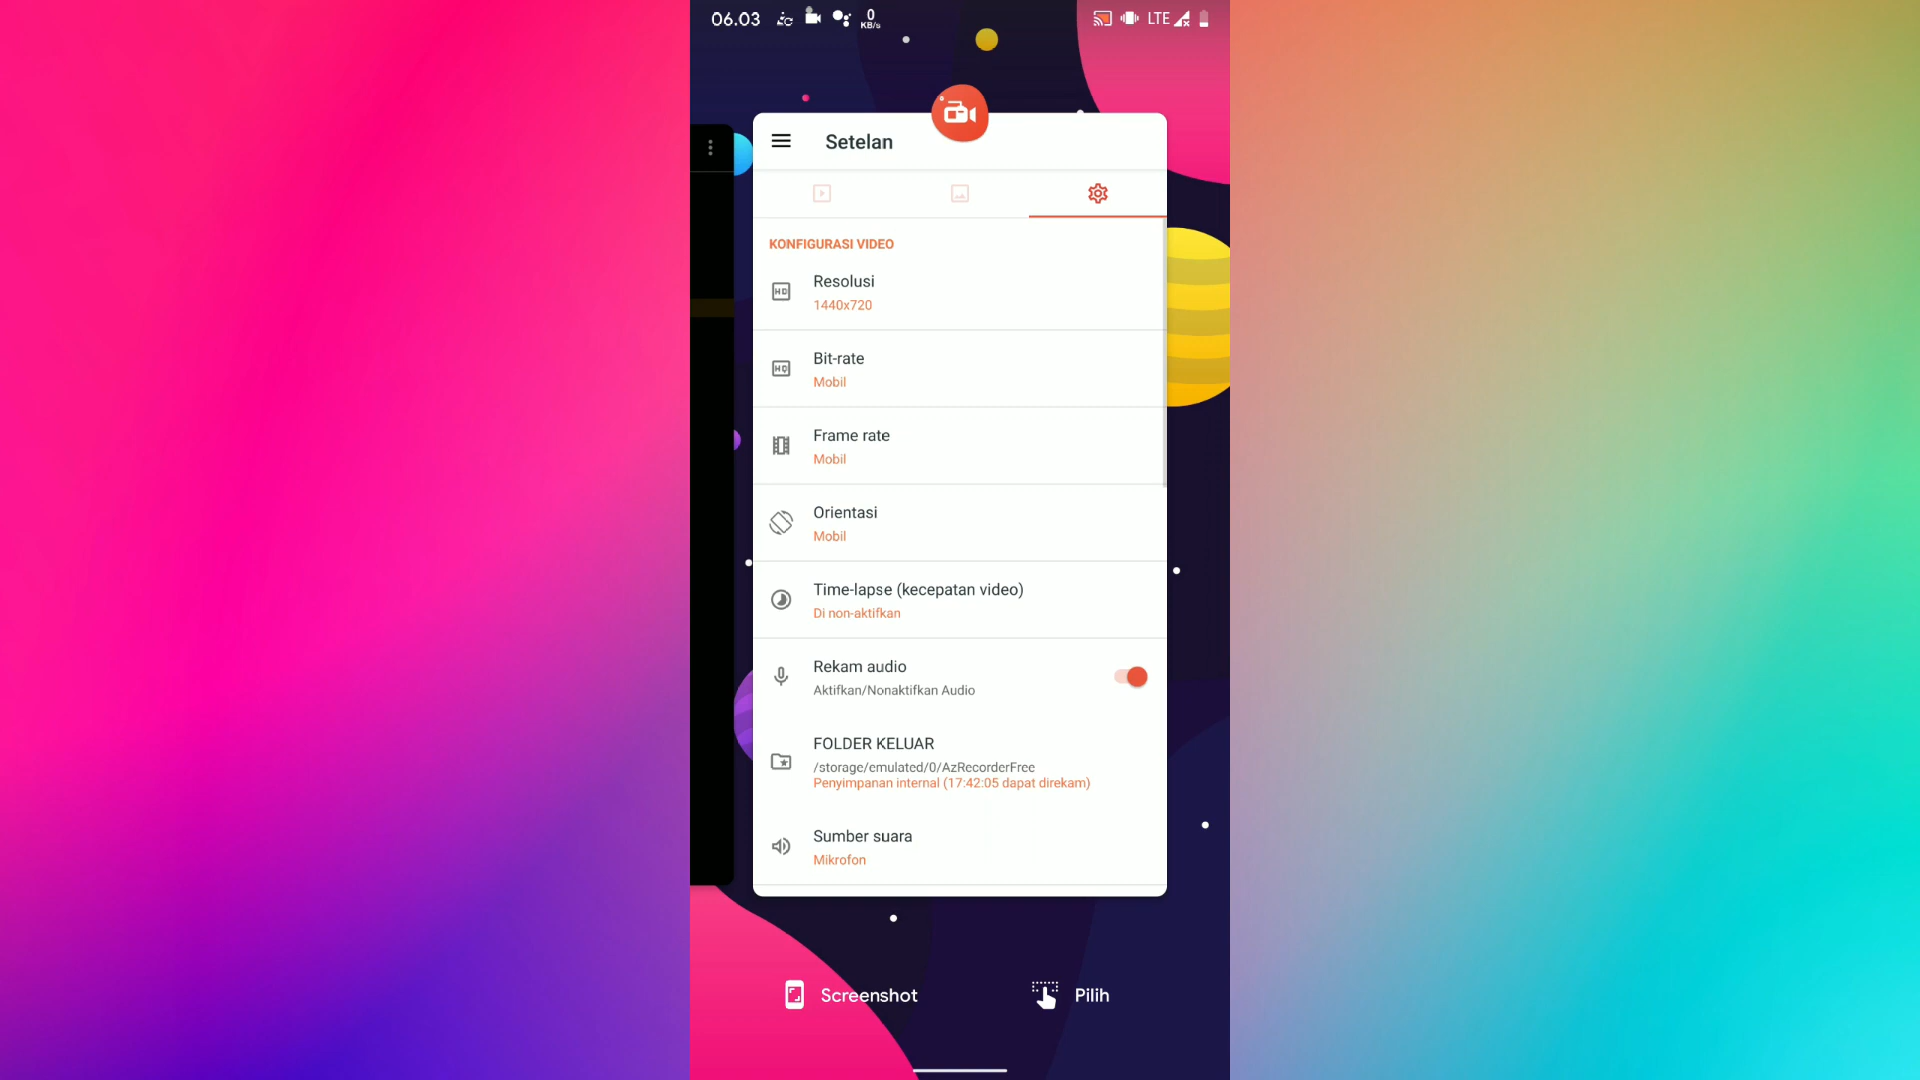 06.03
0
KB/s
LTE
Setelan
KONFIGURASI VIDEO
HD
Resolusi
1440x720
HQ
Bit-rate
Mobil
Frame rate
Mobil
Orientasi
Mobil
Time-lapse (kecepatan video)
Di non-aktifkan
Rekam audio
Aktifkan/Nonaktifkan Audio
FOLDER KELUAR
/storage/emulated/0/AzRecorderFree
Penyimpanan internal (17:42:05 dapat direkam)
Sumber suara
Mikrofon
Screenshot
Pilih